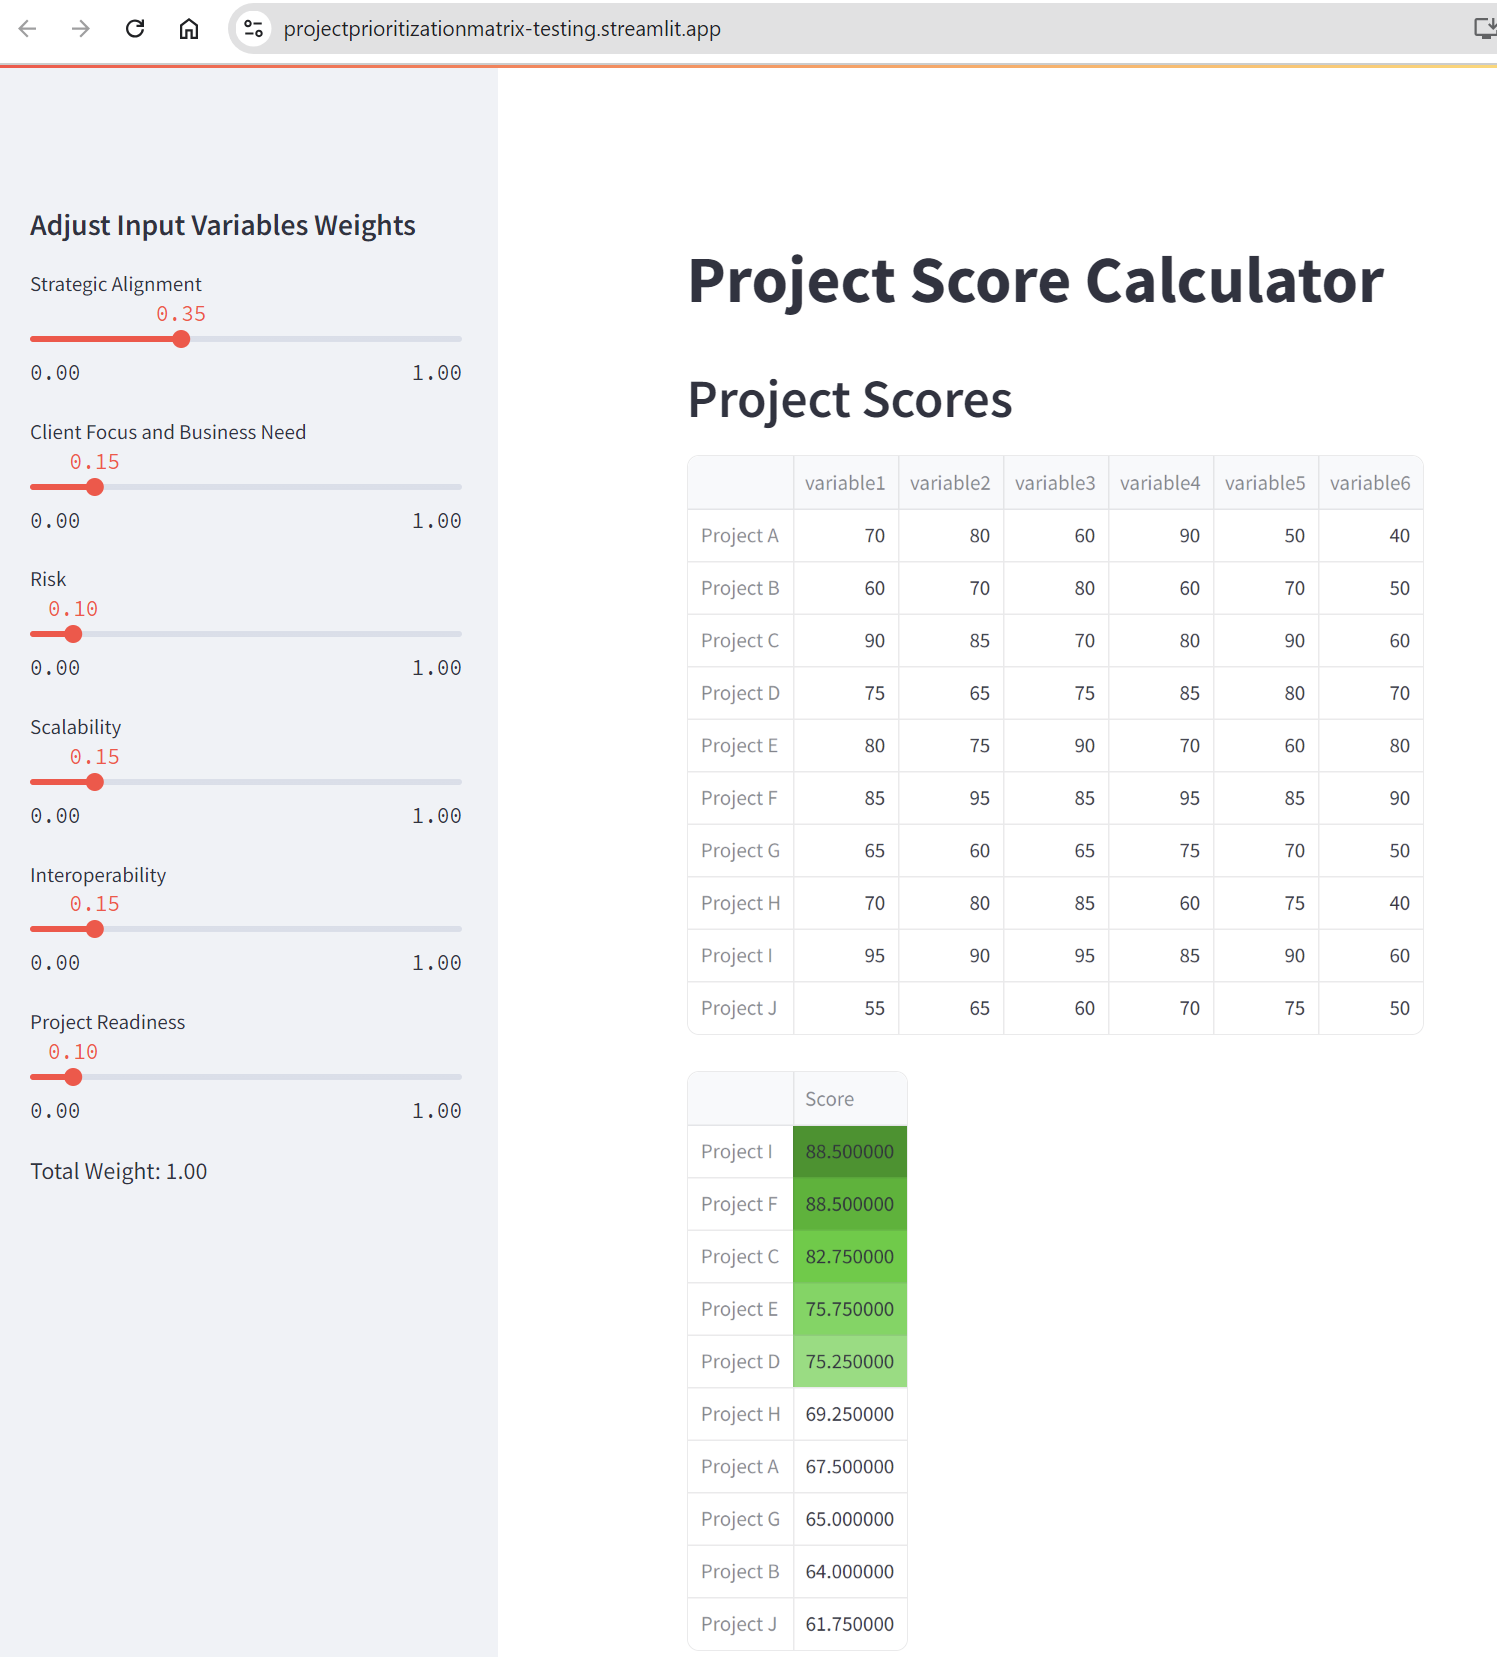 projectprioritizationmatrix-testing.streamlit.app
Adjust Input Variables Weights
Strategic Alignment
0.35
0.00 1.00
Client Focus and Business Need
0.15
0.00 1.00
Risk
0.10
0.00 1.00
Scalability
0.15
0.00 1.00
Interoperability
0.15
0.00 1.00
Project Readiness
0.10
0.00 1.00
Total Weight: 1.00
Project Score Calculator
Project Scores
variable1 variable2 variable3 variable4 variable5 variable6
Project A 70 80 60 90 50 40
Project B 60 70 80 60 70 50
Project C 90 85 70 80 90 60
Project D 75 65 75 85 80 70
Project E 80 75 90 70 60 80
Project F 85 95 85 95 85 90
Project G 65 60 65 75 70 50
Project H 70 80 85 60 75 40
Project I 95 90 95 85 90 60
Project J 55 65 60 70 75 50
Score
Project I 88.500000
Project F 88.500000
Project C 82.750000
Project E 75.750000
Project D 75.250000
Project H 69.250000
Project A 67.500000
Project G 65.000000
Project B 64.000000
Project J 61.750000